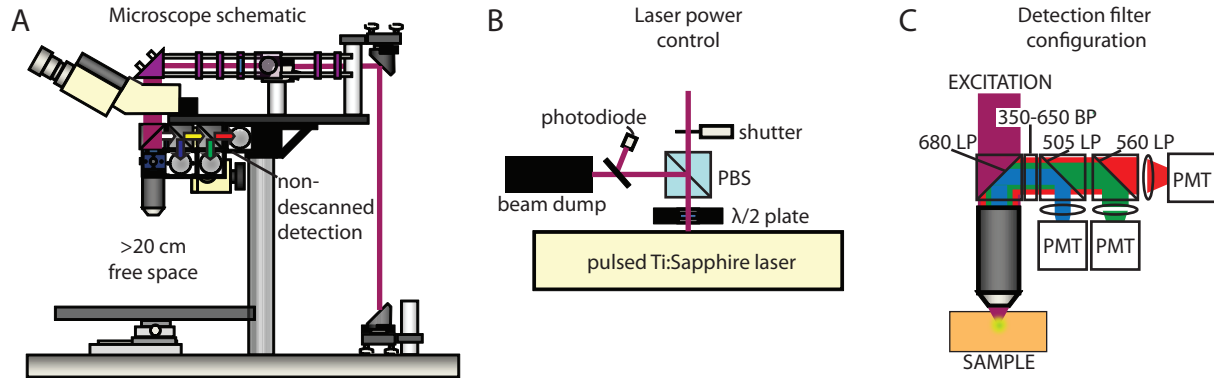 A
Microscope schematic
non-
descanned
detection
>20 cm
free space
B
Laser power
control
photodiode
shutter
PBS
beam dump
λ/2 plate
pulsed Ti:Sapphire laser
C
Detection filter
configuration
EXCITATION
350-650 BP
680 LP
505 LP
560 LP
PMT
PMT
PMT
SAMPLE